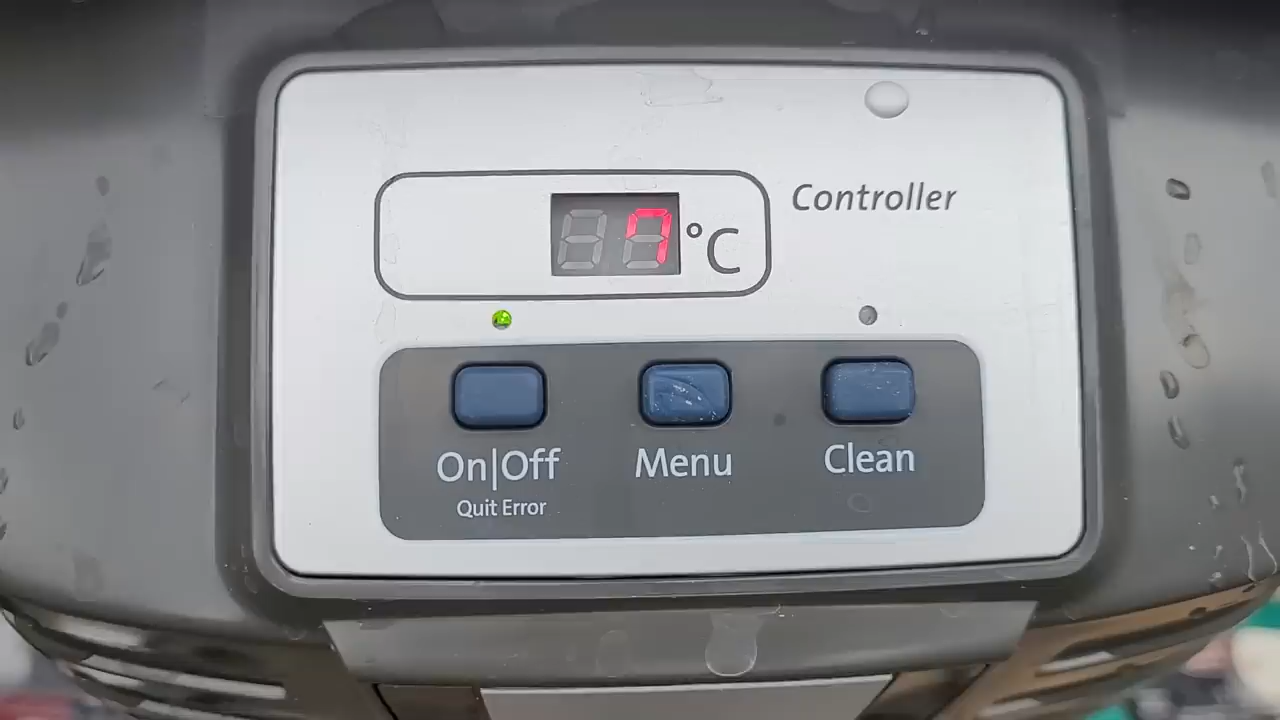 7 °C
Controller
On|Off
Quit Error
Menu
Clean